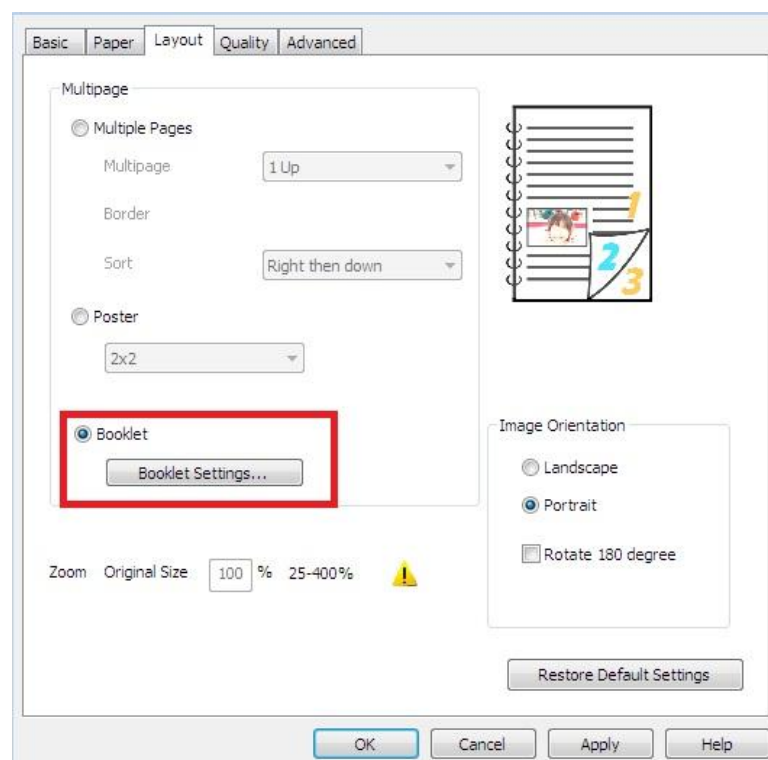 Basic Paper Layout Quality Advanced
Multipage
Multiple Pages
Multipage 1 Up
Border
Sort Right then down
Poster
2x2
Booklet
Booklet Settings...
1
2
3
Image Orientation
Landscape
Portrait
Rotate 180 degree
Zoom Original Size 100 % 25-400%
!
Restore Default Settings
OK Cancel Apply Help